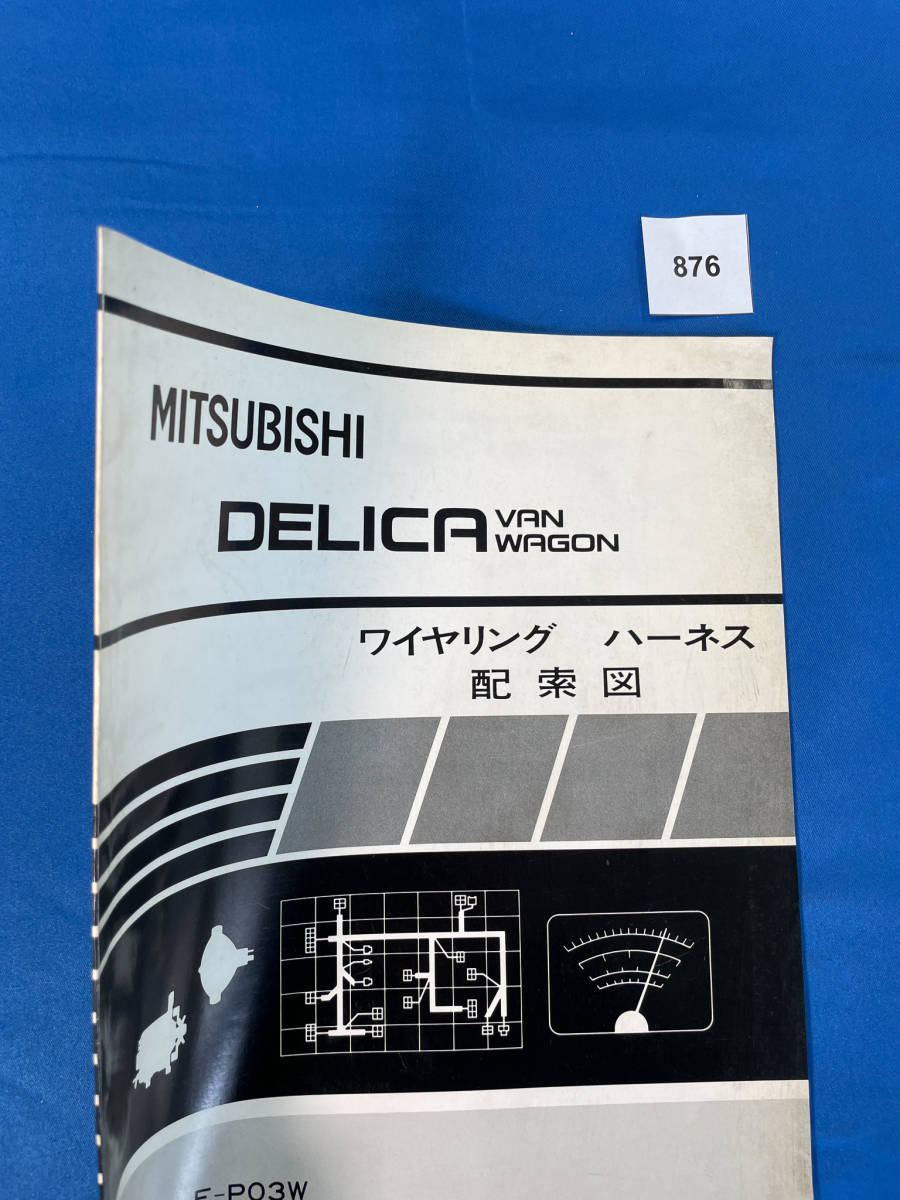 876
MITSUBISHI
DELICA VAN WAGON
ワイヤリング ハーネス
配索図
E-P03W